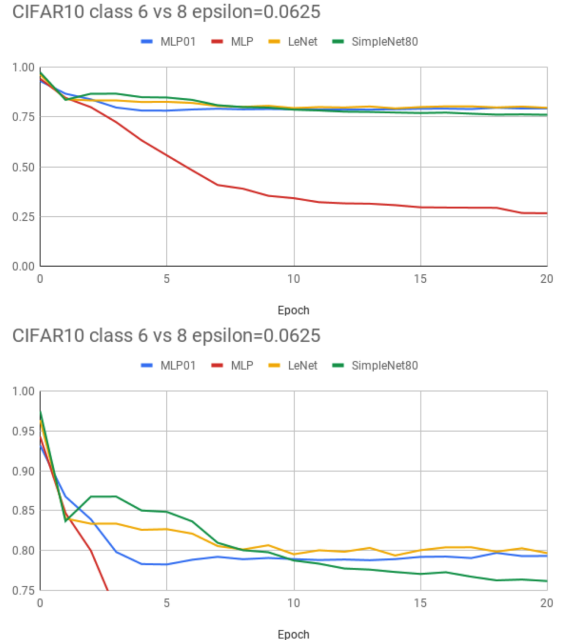 CIFAR10 class 6 vs 8 epsilon=0.0625
MLP01 MLP LeNet SimpleNet80
1.00
0.75
0.50
0.25
0.00
0 5 10 15 20
Epoch
CIFAR10 class 6 vs 8 epsilon=0.0625
MLP01 MLP LeNet SimpleNet80
1.00
0.95
0.90
0.85
0.80
0.75
0 5 10 15 20
Epoch